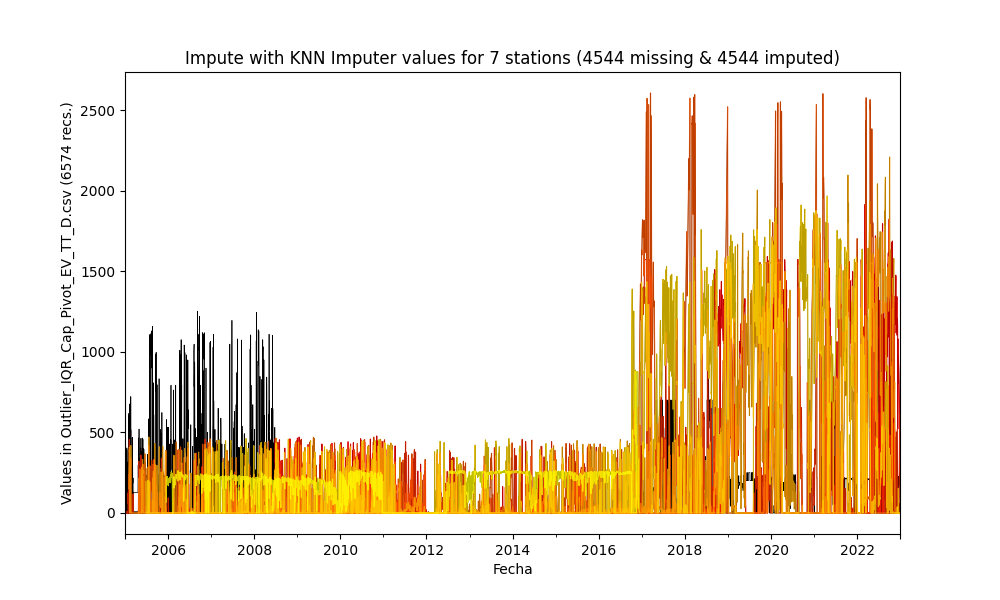 Impute with KNN Imputer values for 7 stations (4544 missing & 4544 imputed)
Values in Outlier_IQR_Cap_Pivot_EV_TT_D.csv (6574 recs.)
2500
2000
1500
1000
500
0
2006 2008 2010 2012 2014 2016 2018 2020 2022
Fecha